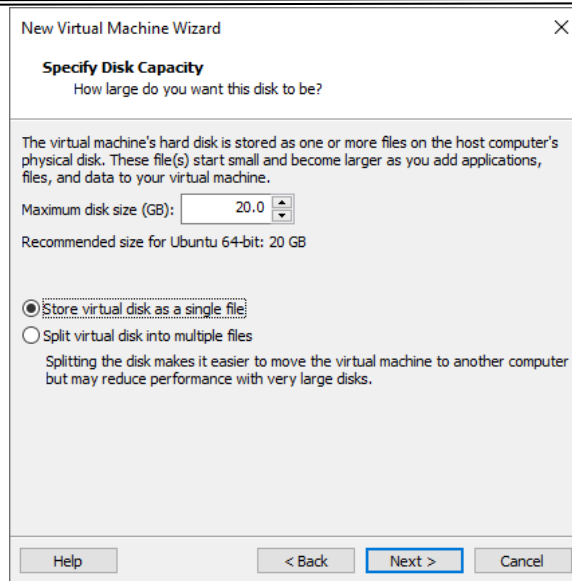 New Virtual Machine Wizard
Specify Disk Capacity
How large do you want this disk to be?
The virtual machine's hard disk is stored as one or more files on the host computer's
physical disk. These file(s) start small and become larger as you add applications,
files, and data to your virtual machine.
Maximum disk size (GB): 20.0
Recommended size for Ubuntu 64-bit: 20 GB
Store virtual disk as a single file
Split virtual disk into multiple files
Splitting the disk makes it easier to move the virtual machine to another computer
but may reduce performance with very large disks.
Help < Back Next > Cancel